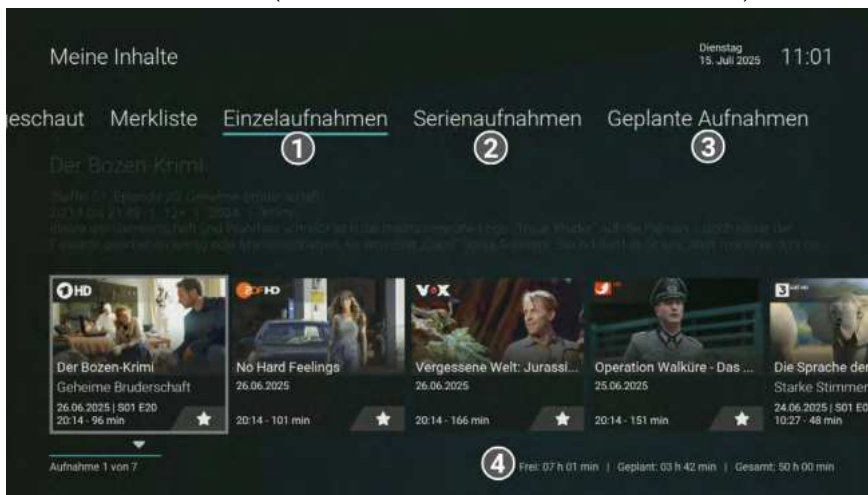 Meine Inhalte
Dienstag
15. Juli 2025
11:01
geschaut Merkliste Einzelaufnahmen Serienaufnahmen Geplante Aufnahmen
1 2 3
Der Bozen-Krimi
HD ZDF HD VOX 3sat HD
Der Bozen-Krimi
Geheime Bruderschaft
26.06.2025 | S01 E20
20:14 - 96 min
No Hard Feelings
26.06.2025
20:14 - 101 min
Vergessene Welt: Jurassi...
26.06.2025
20:14 - 166 min
Operation Walküre - Das ...
25.06.2025
20:14 - 151 min
Die Sprache der
Starke Stimmen
24.06.2025 | S01 E0
10:27 - 48 min
Aufnahme 1 von 7
4 Frei: 07 h 01 min | Geplant: 03 h 42 min | Gesamt: 50 h 00 min